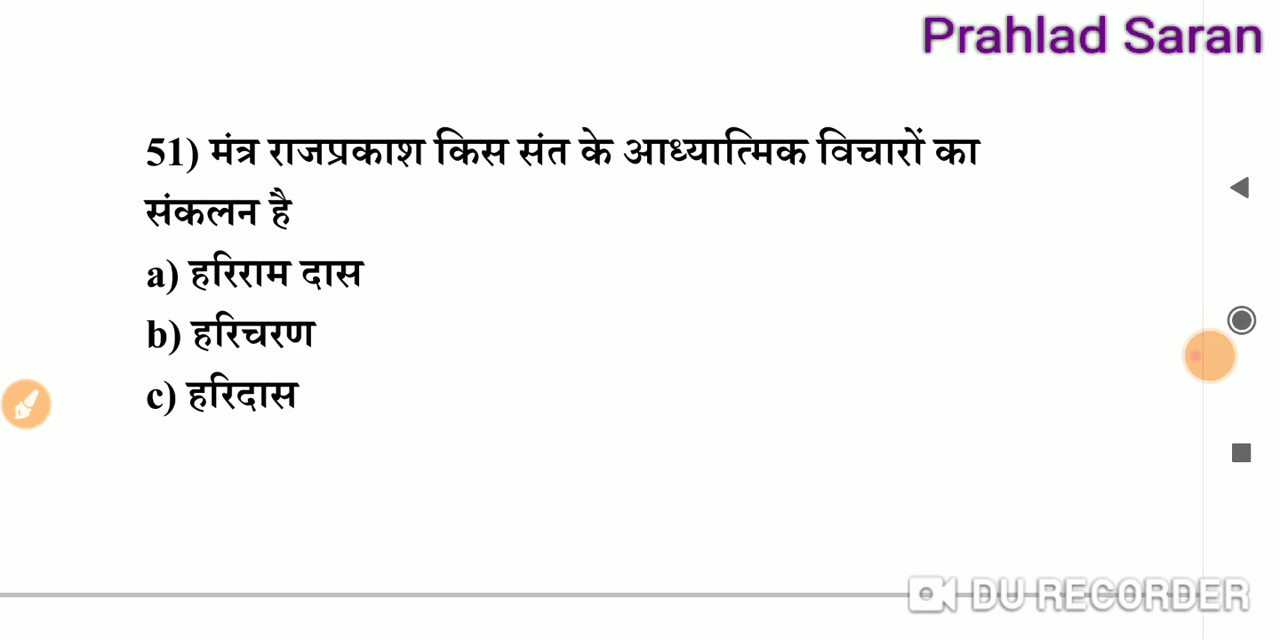 Prahlad Saran
51) मंत्र राजप्रकाश किस संत के आध्यात्मिक विचारों का
संकलन है
a) हरिराम दास
b) हरिचरण
c) हरिदास
DU RECORDER